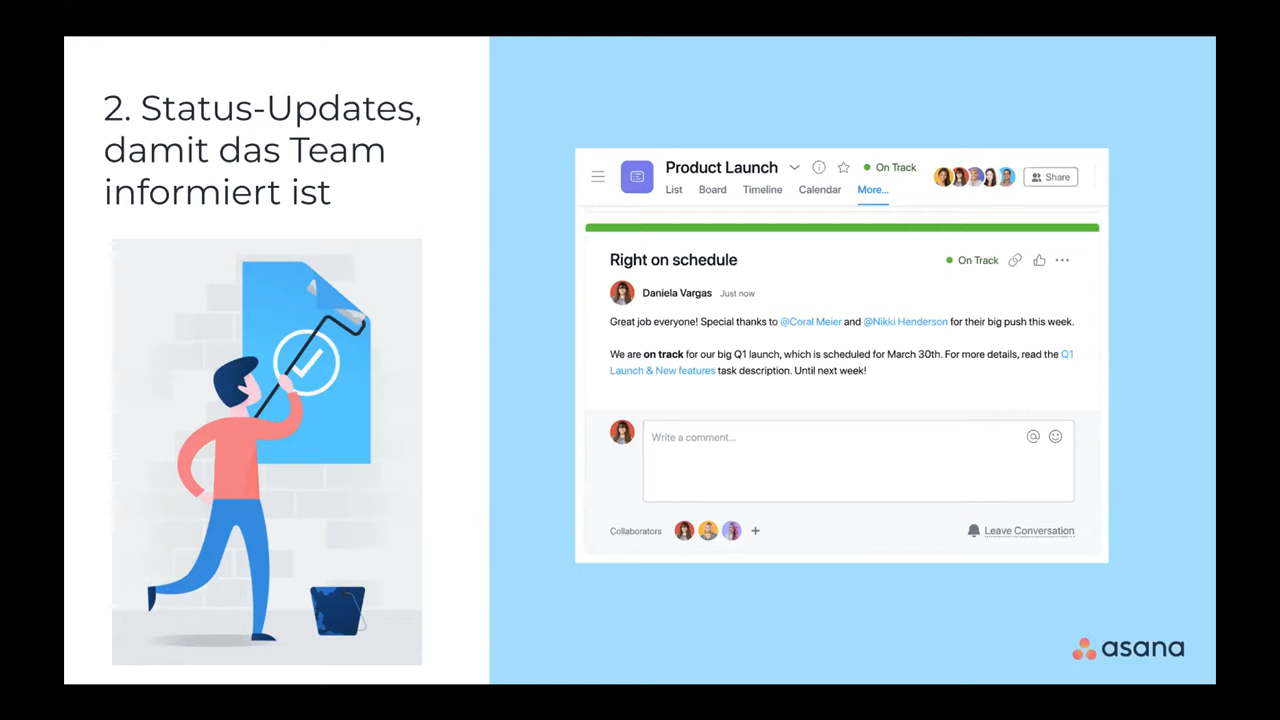 2. Status-Updates,
damit das Team
informiert ist
Product Launch
On Track
Share
List Board Timeline Calendar More...
Right on schedule
On Track
Daniela Vargas Just now
Great job everyone! Special thanks to @Coral Meier and @Nikki Henderson for their big push this week.
We are on track for our big Q1 launch, which is scheduled for March 30th. For more details, read the Q1
Launch & New features task description. Until next week!
Write a comment...
Collaborators
Leave Conversation
asana